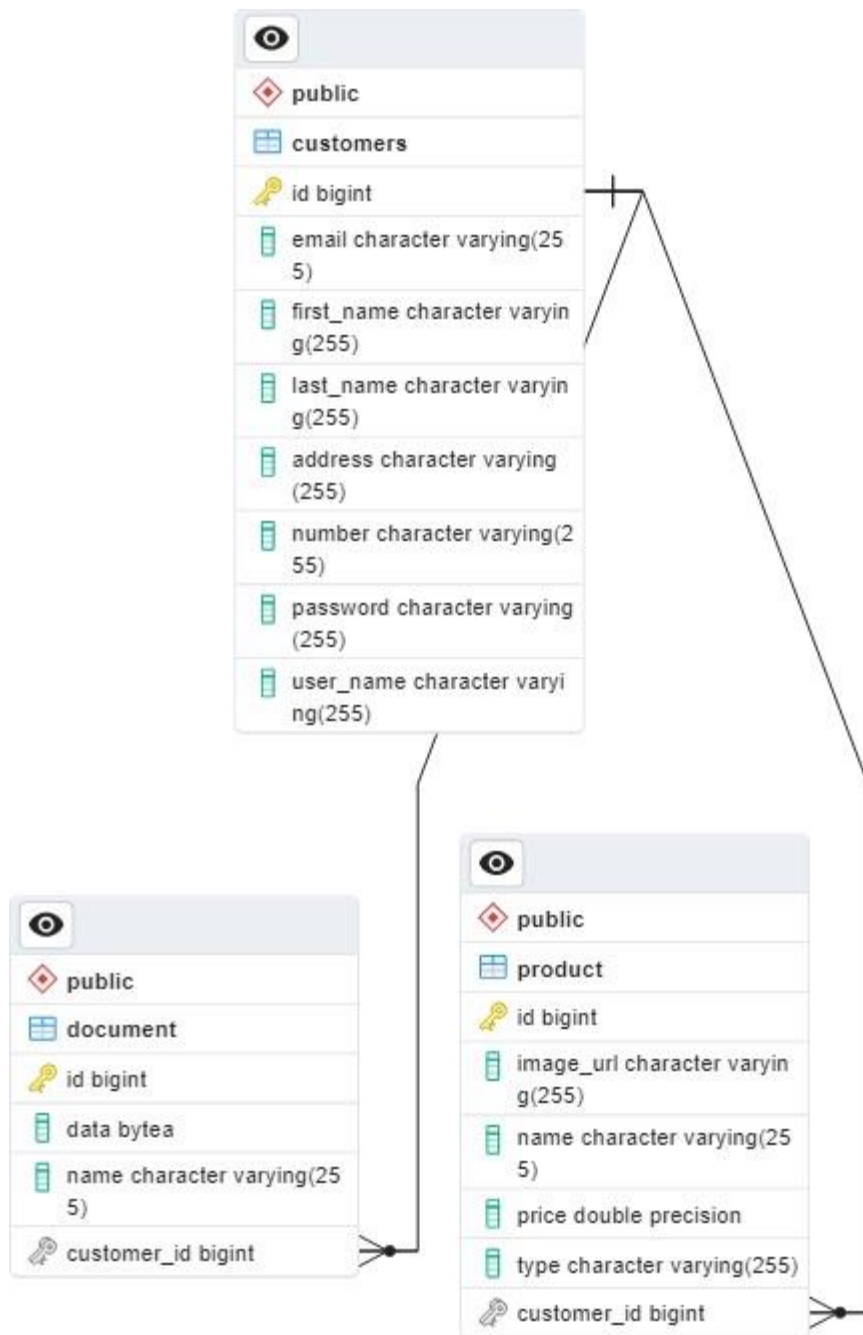 public
customers
id bigint
email character varying(25
5)
first_name character varyin
g(255)
last_name character varyin
g(255)
address character varying
(255)
number character varying(2
55)
password character varying
(255)
user_name character varyi
ng(255)
public
document
id bigint
data bytea
name character varying(25
5)
customer_id bigint
public
product
id bigint
image_url character varyin
g(255)
name character varying(25
5)
price double precision
type character varying(255)
customer_id bigint